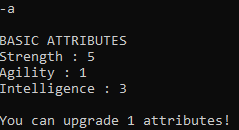 -a
BASIC ATTRIBUTES
Strength : 5
Agility : 1
Intelligence : 3
You can upgrade 1 attributes!